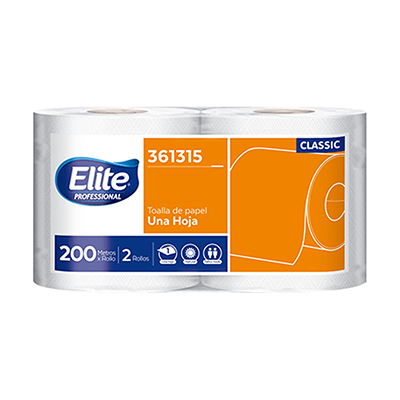 CLASSIC
361315
Elite®
PROFESSIONAL
Toalla de papel
Una Hoja
200 Metros
x Rollo
2 Rollos